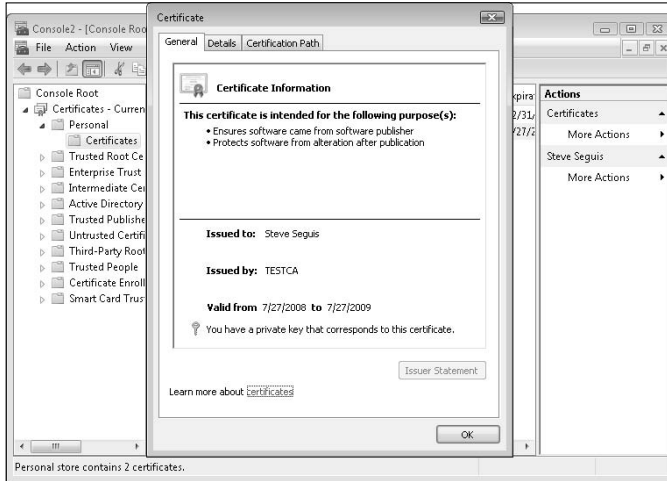 Console2 - [Console Roo
File Action View
Console Root
Certificates - Curren
Personal
Certificates
Trusted Root Ce
Enterprise Trust
Intermediate Cer
Active Directory
Trusted Publishe
Untrusted Certifi
Third-Party Root
Trusted People
Certificate Enroll
Smart Card Trus
Certificate
General Details Certification Path
Certificate Information
This certificate is intended for the following purpose(s):
• Ensures software came from software publisher
• Protects software from alteration after publication
Issued to: Steve Seguis
Issued by: TESTCA
Valid from 7/27/2008 to 7/27/2009
You have a private key that corresponds to this certificate.
Issuer Statement
Learn more about certificates
OK
xpira
2/31/
/27/2
Actions
Certificates
More Actions
Steve Seguis
More Actions
Personal store contains 2 certificates.